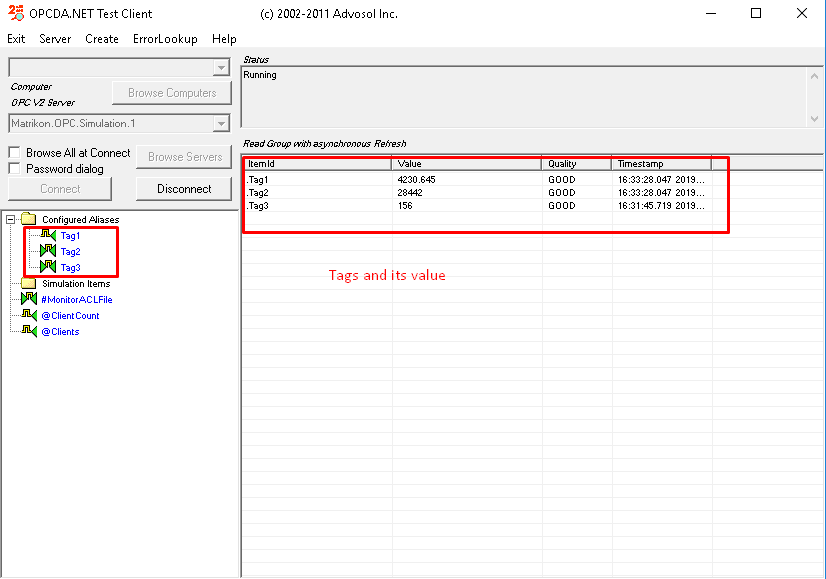 OPCDA.NET Test Client (c) 2002-2011 Advosol Inc.
Exit Server Create ErrorLookup Help
Computer
Browse Computers
OPC V2 Server
Matrikon.OPC.Simulation.1
Browse All at Connect
Browse Servers
Password dialog
Connect Disconnect
Configured Aliases
Tag1
Tag2
Tag3
Simulation Items
#MonitorACLFile
@ClientCount
@Clients
Status
Running
Read Group with asynchronous Refresh
ItemId Value Quality Timestamp
.Tag1 4230.645 GOOD 16:33:28.047 2019...
.Tag2 28442 GOOD 16:33:28.047 2019...
.Tag3 156 GOOD 16:31:45.719 2019...
Tags and its value